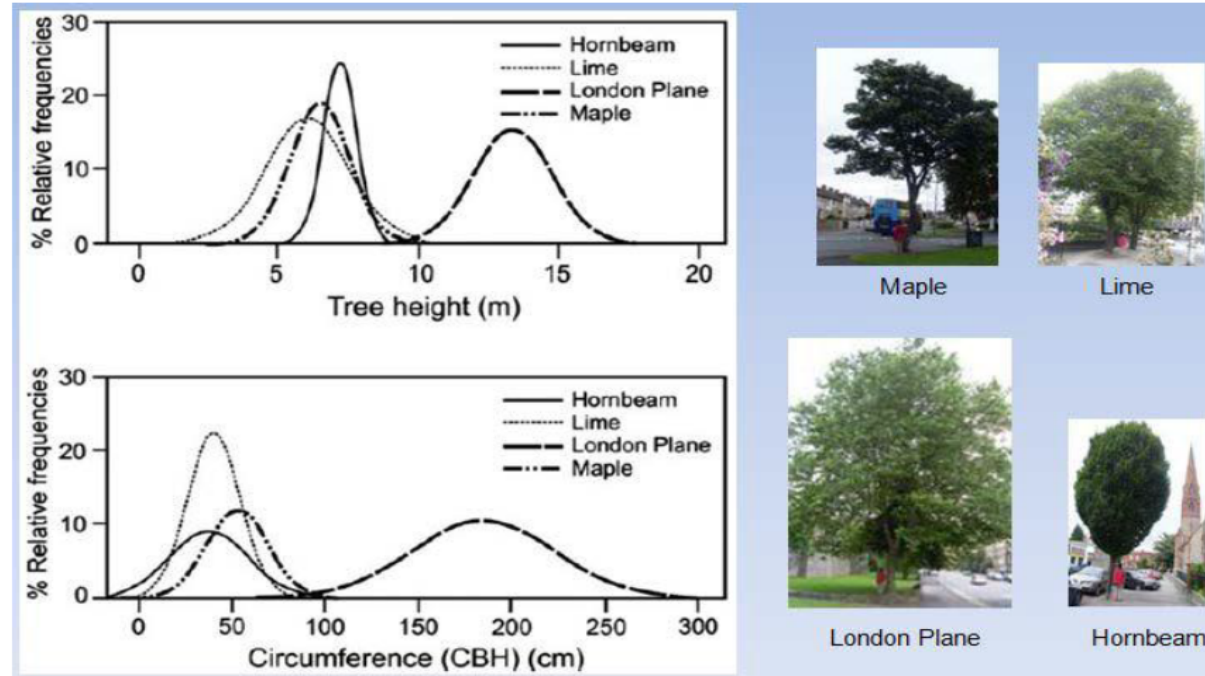 30
20
10
0
% Relative frequencies
Hornbeam
Lime
London Plane
Maple
0 5 10 15 20
Tree height (m)
30
20
10
0
% Relative frequencies
Hornbeam
Lime
London Plane
Maple
0 50 100 150 200 250 300
Circumference (CBH) (cm)
Maple
Lime
London Plane
Hornbeam